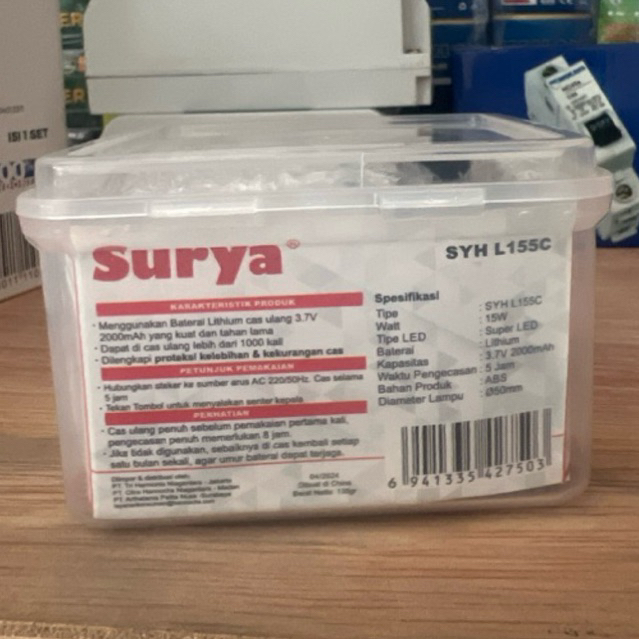 Surya®
SYH L155C
KARAKTERISTIK PRODUK
- Menggunakan Baterai Lithium cas ulang 3.7V
2000mAh yang kuat dan tahan lama
- Dapat di cas ulang lebih dari 1000 kali
- Dilengkapi protaksi kelebihan & kekurangan cas
PETUNJUK PEMAKAIAN
- Hubungkan steker ke sumber arus AC 220/50Hz. Cas selama
5 jam
- Tekan Tombol untuk menyalakan senter kepala
PERHATIAN
- Cas ulang penuh sebelum pemakaian pertama kali,
pengecasan penuh memerlukan 8 jam.
- Jika tidak digunakan, sebaiknya di cas kembali setiap
satu bulan sekali, agar umur baterai dapat terjaga.
Diimpor & distribusi oleh:
Dibuat di China
Spesifikasi
Tipe : SYH L155C
Watt : 15W
Tipe LED : Super LED
Baterai : Lithium
Kapasitas : 3.7V 2000mAh
Waktu Pengecasan : 5 Jam
Bahan Produk : ABS
Diameter Lampu : Ø50mm
6 941335 427503
ISI 1 SET